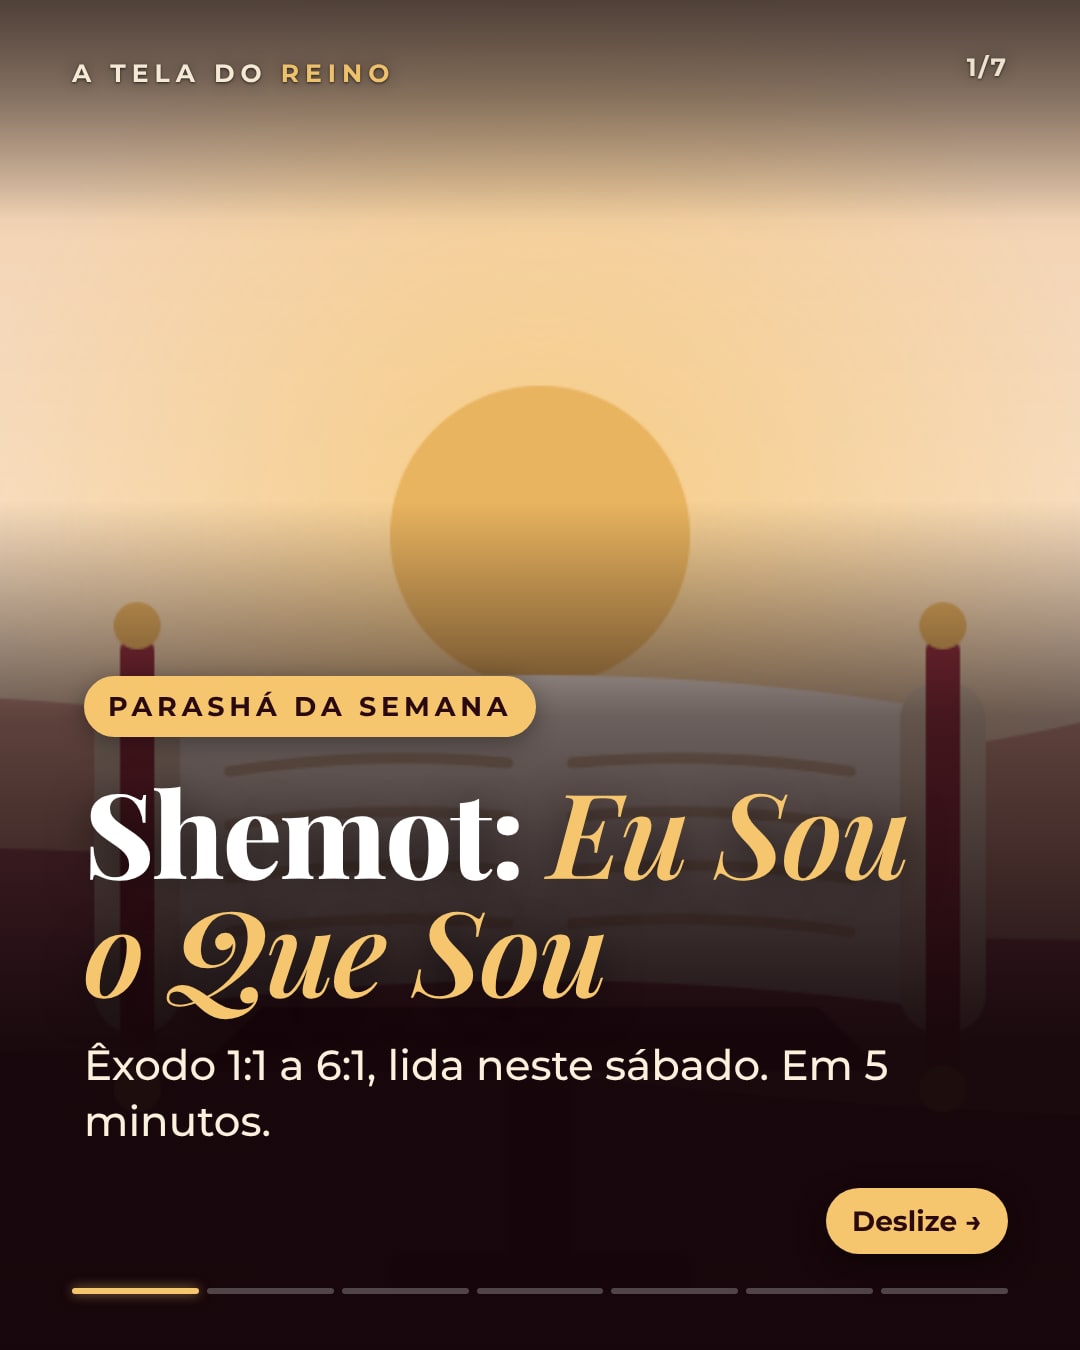 A TELA DO REINO
1/7
PARASHÁ DA SEMANA
Shemot: Eu Sou
o Que Sou
Êxodo 1:1 a 6:1, lida neste sábado. Em 5
minutos.
Deslize →